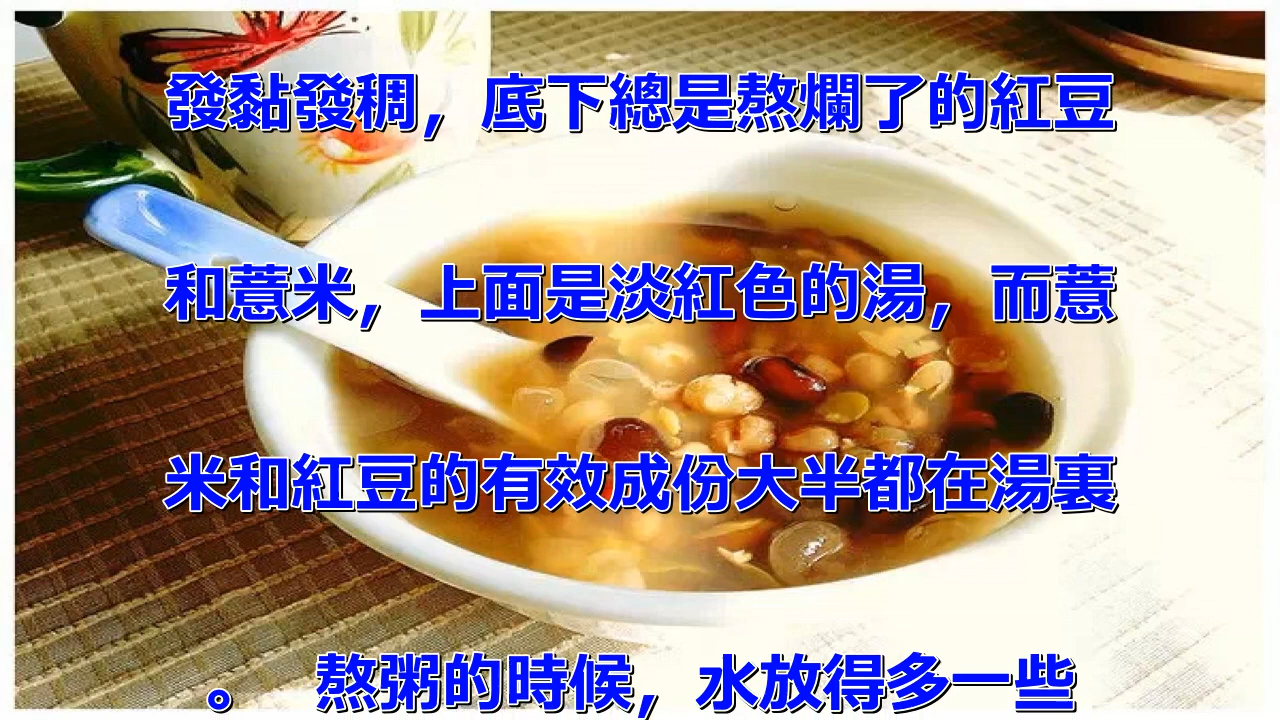 發黏發稠，底下總是熬爛了的紅豆
和薏米，上面是淡紅色的湯，而薏
米和紅豆的有效成份大半都在湯裏
。 熬粥的時候，水放得多一些